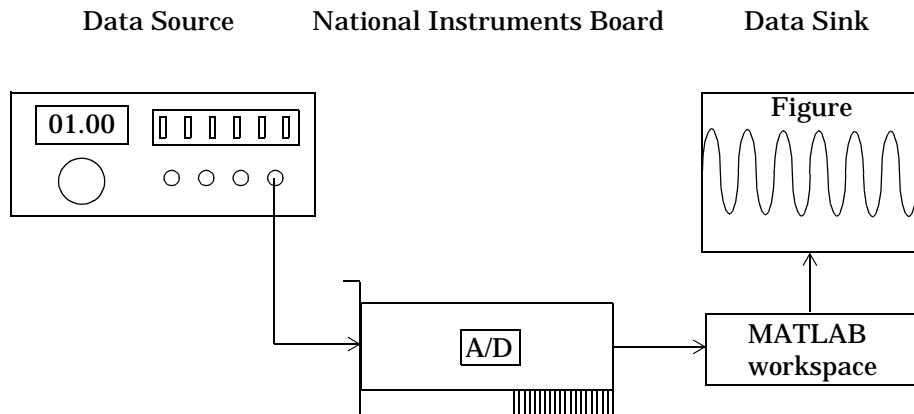 Data Source
National Instruments Board
Data Sink
01.00
Figure
A/D
MATLAB
workspace